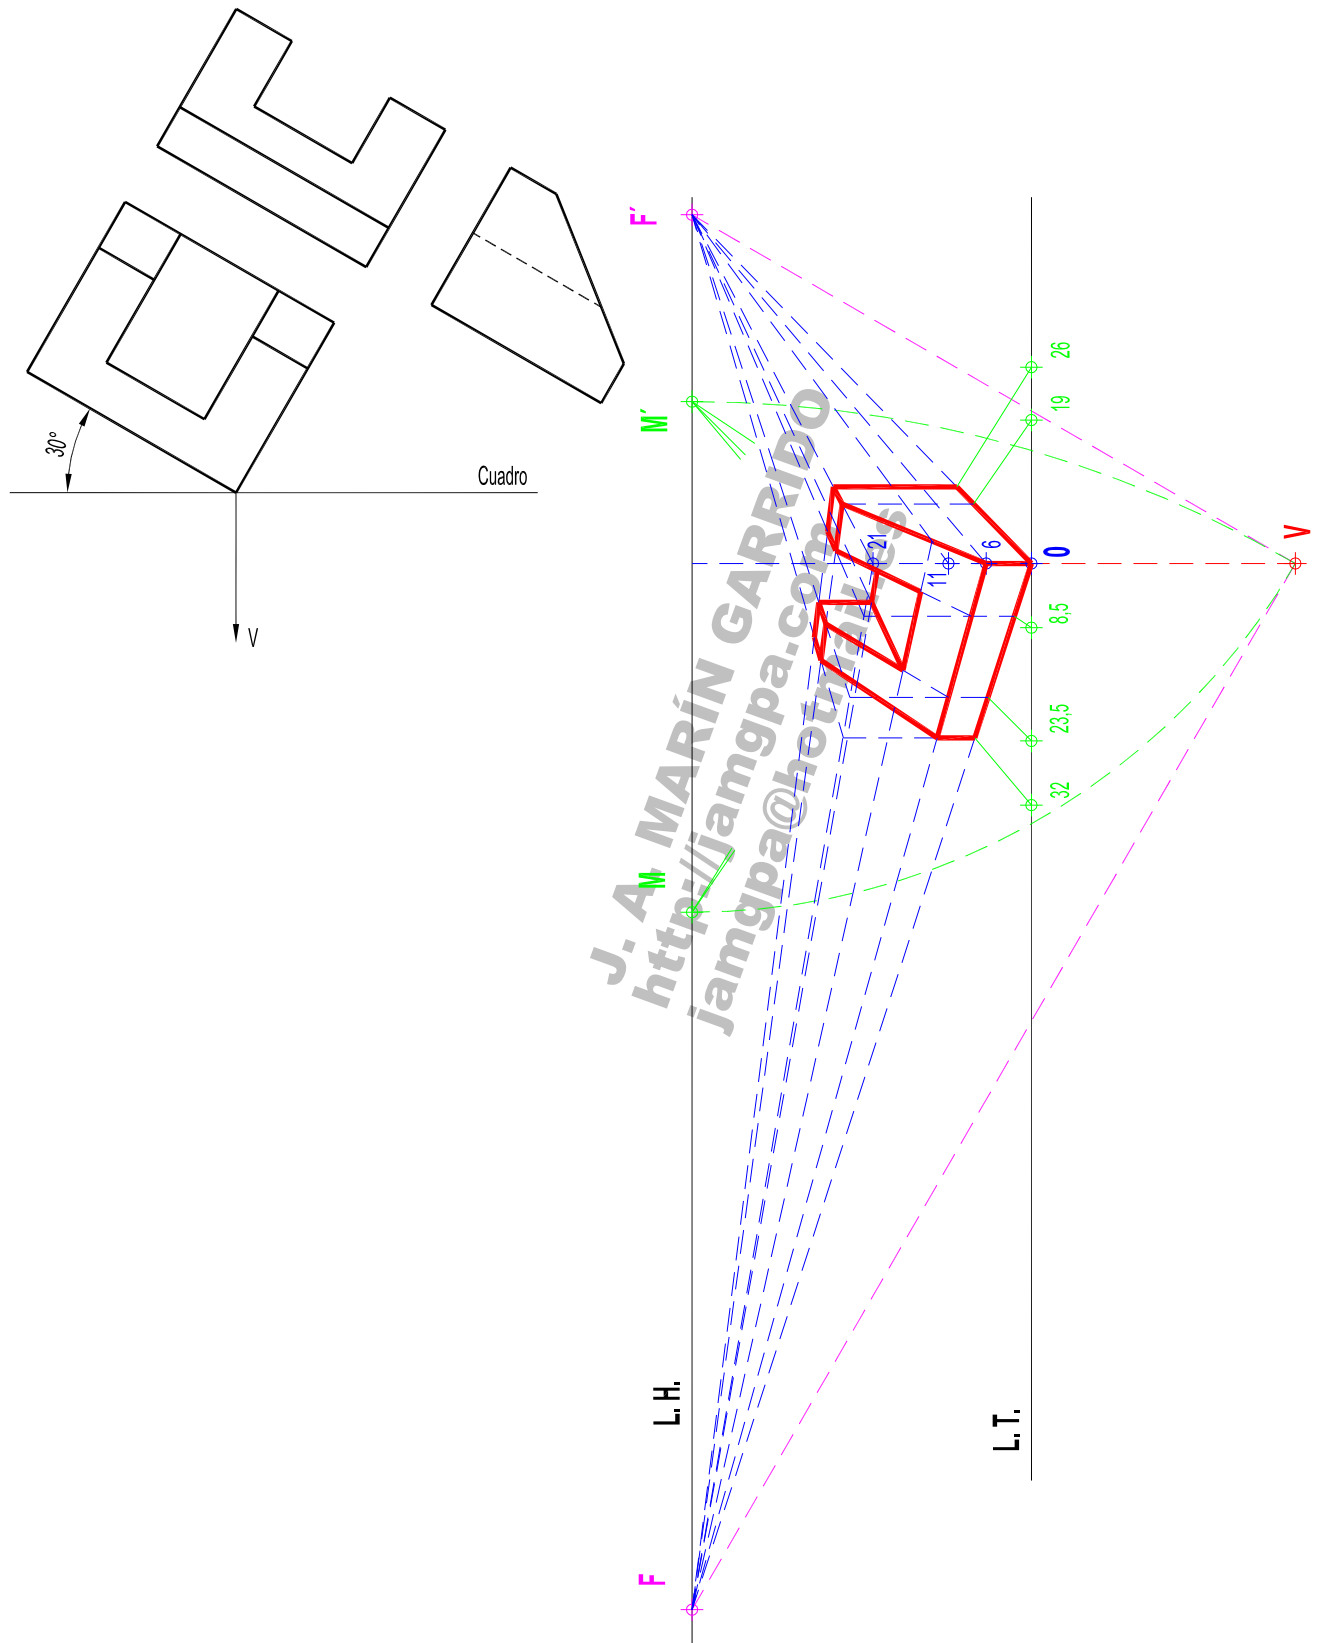 30°
Cuadro
V
F´
M´
26
19
21
11
6
O
V
8,5
23,5
32
M
J. A. MARÍN GARRIDO
http://jamgpa.com
jamgpa@hotmail.es
L. H.
L. T.
F